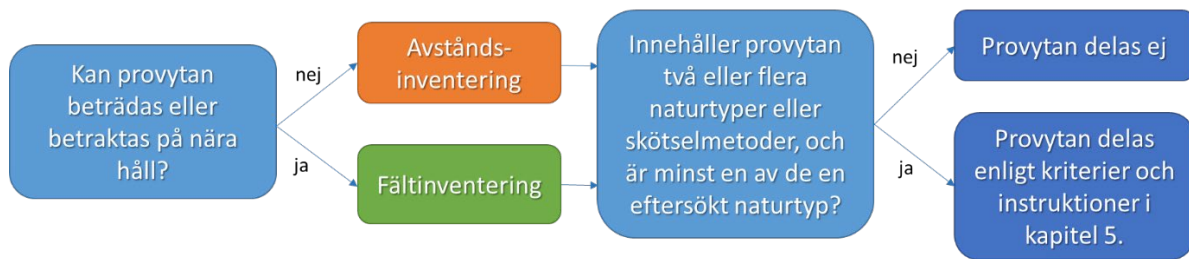 Kan provytan
beträdas eller
betraktas på nära
håll?
nej
ja
Avstånds-
inventering
Fältinventering
Innehåller provytan
två eller flera
naturtyper eller
skötselmetoder, och
är minst en av de en
eftersökt naturtyp?
nej
ja
Provytan delas ej
Provytan delas
enligt kriterier och
instruktioner i
kapitel 5.